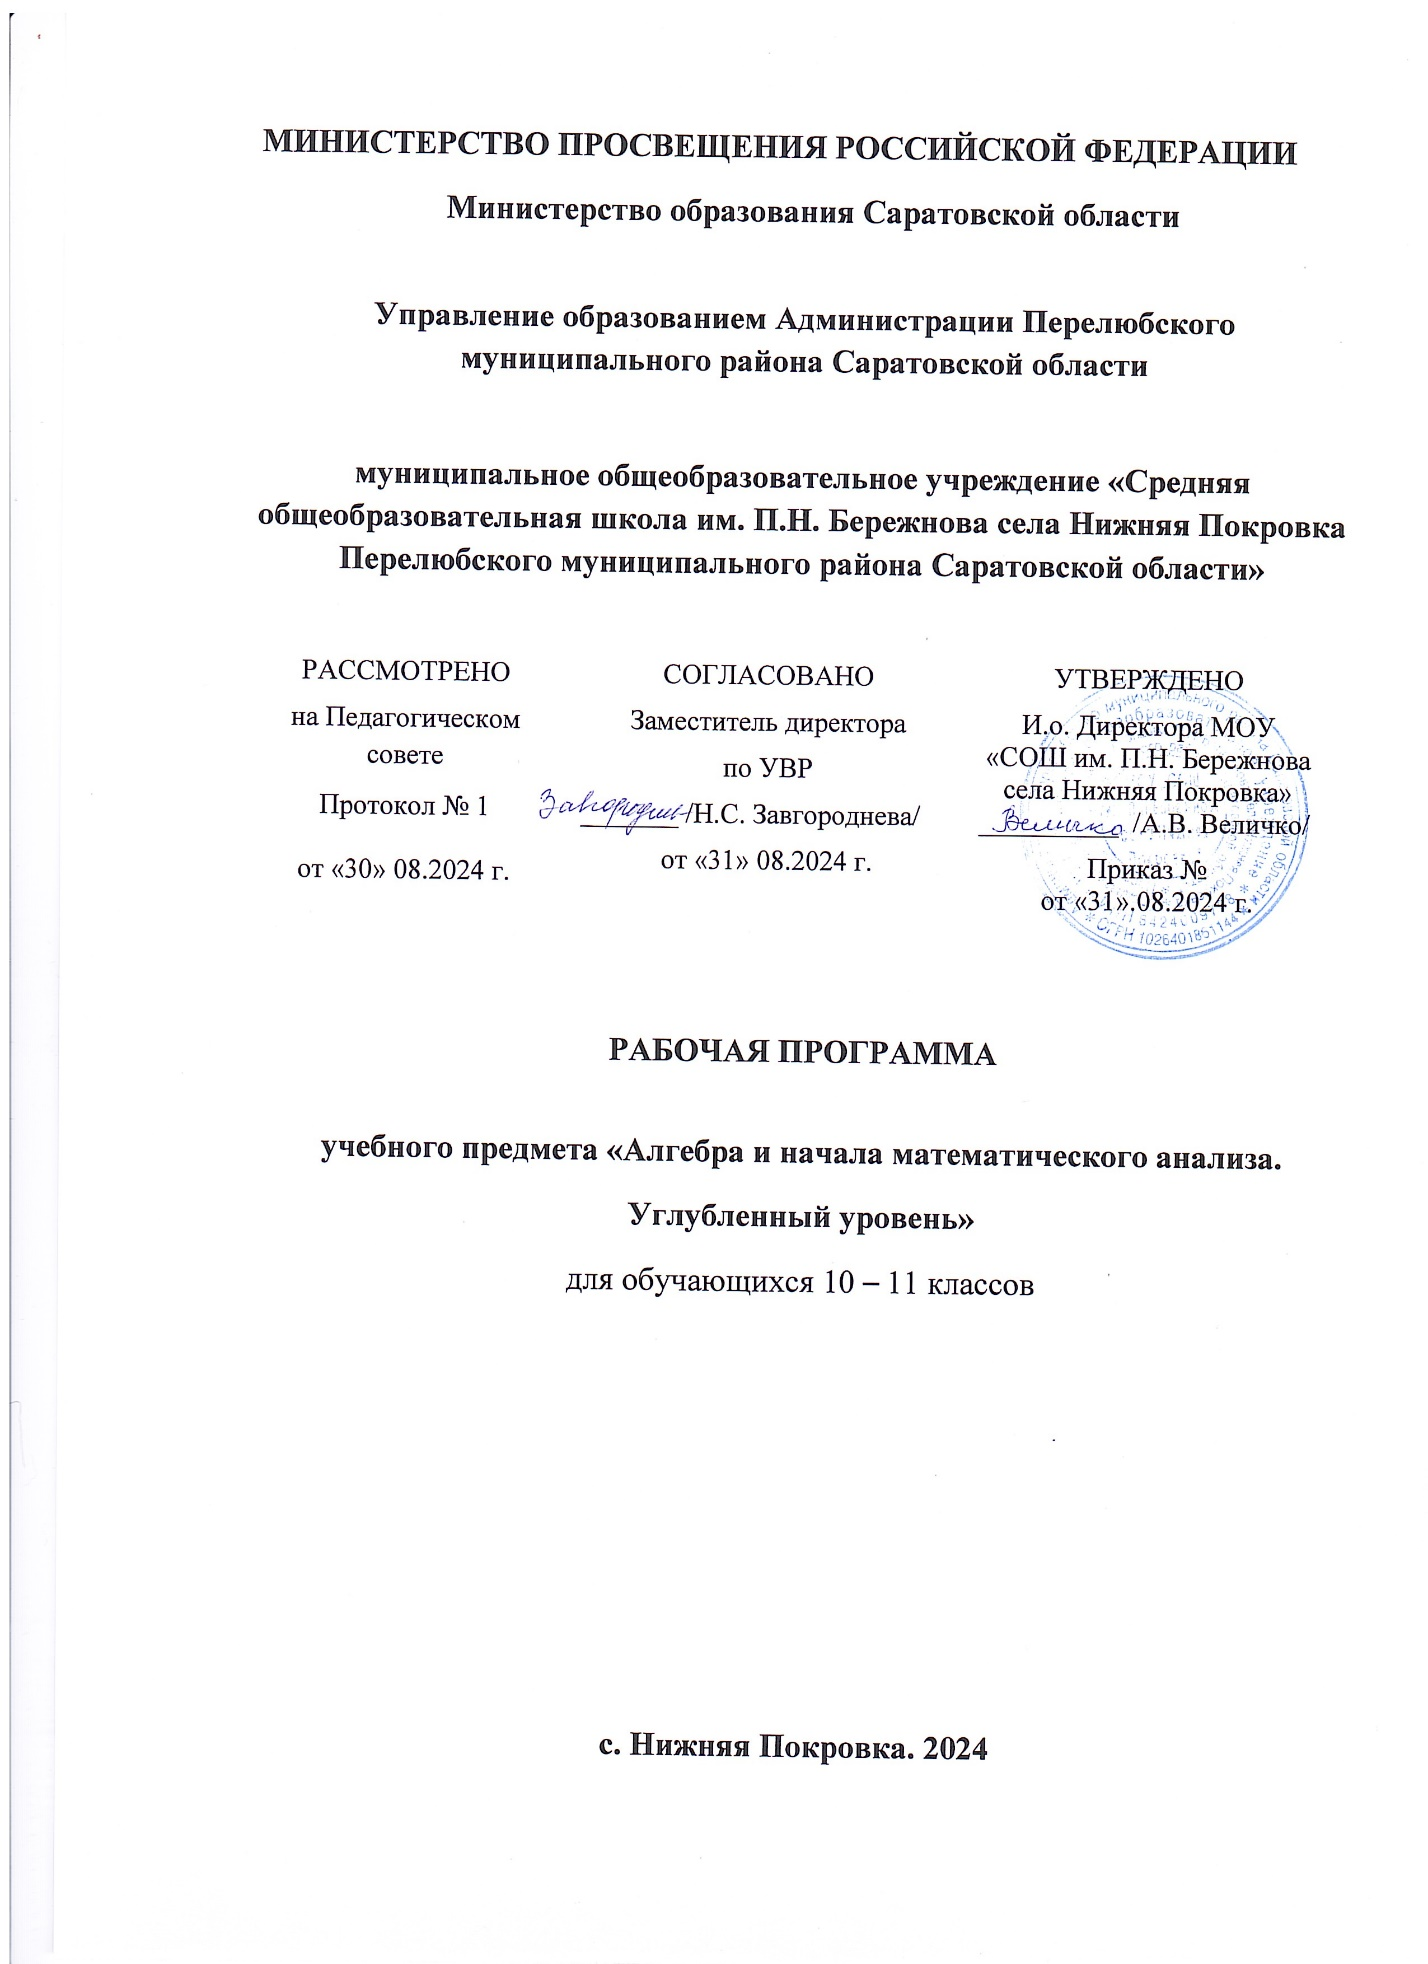 МИНИСТЕРСТВО ПРОСВЕЩЕНИЯ РОССИЙСКОЙ ФЕДЕРАЦИИ
Министерство образования Саратовской области
Управление образованием Администрации Перелюбского
муниципального района Саратовской области
муниципальное общеобразовательное учреждение «Средняя
общеобразовательная школа им. П.Н. Бережнова села Нижняя Покровка
Перелюбского муниципального района Саратовской области»
РАССМОТРЕНО
на Педагогическом
совете
Протокол № 1
от «30» 08.2024 г.
СОГЛАСОВАНО
Заместитель директора
по УВР
/Н.С. Завгороднева/
от «31» 08.2024 г.
УТВЕРЖДЕНО
И.о. Директора МОУ
«СОШ им. П.Н. Бережнова
села Нижняя Покровка»
Величко /А.В. Величко/
Приказ №
от «31».08.2024 г.
ОГРН 1026401851144
РАБОЧАЯ ПРОГРАММА
учебного предмета «Алгебра и начала математического анализа.
Углубленный уровень»
для обучающихся 10 – 11 классов
с. Нижняя Покровка. 2024